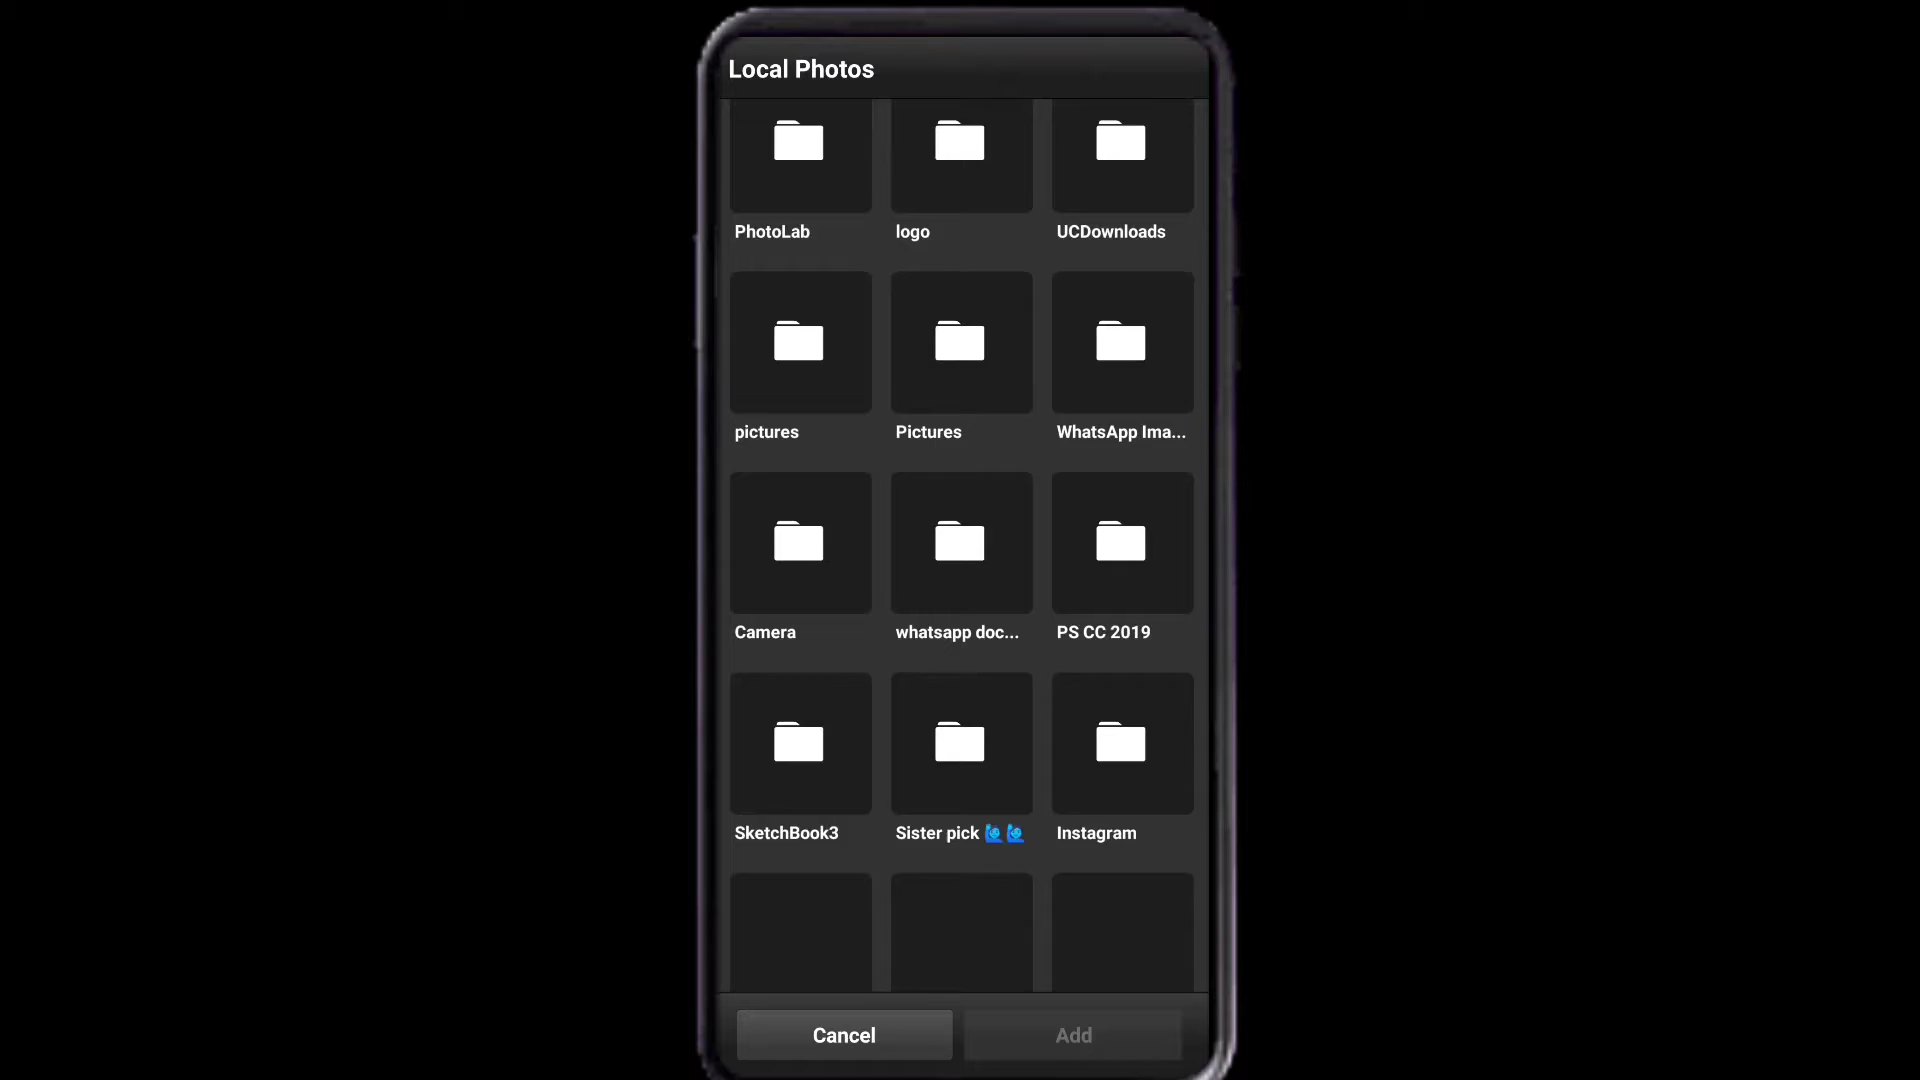 Local Photos
PhotoLab
logo
UCDownloads
pictures
Pictures
WhatsApp Ima...
Camera
whatsapp doc...
PS CC 2019
SketchBook3
Sister pick 🙋‍♂️🙋‍♂️
Instagram
Cancel
Add